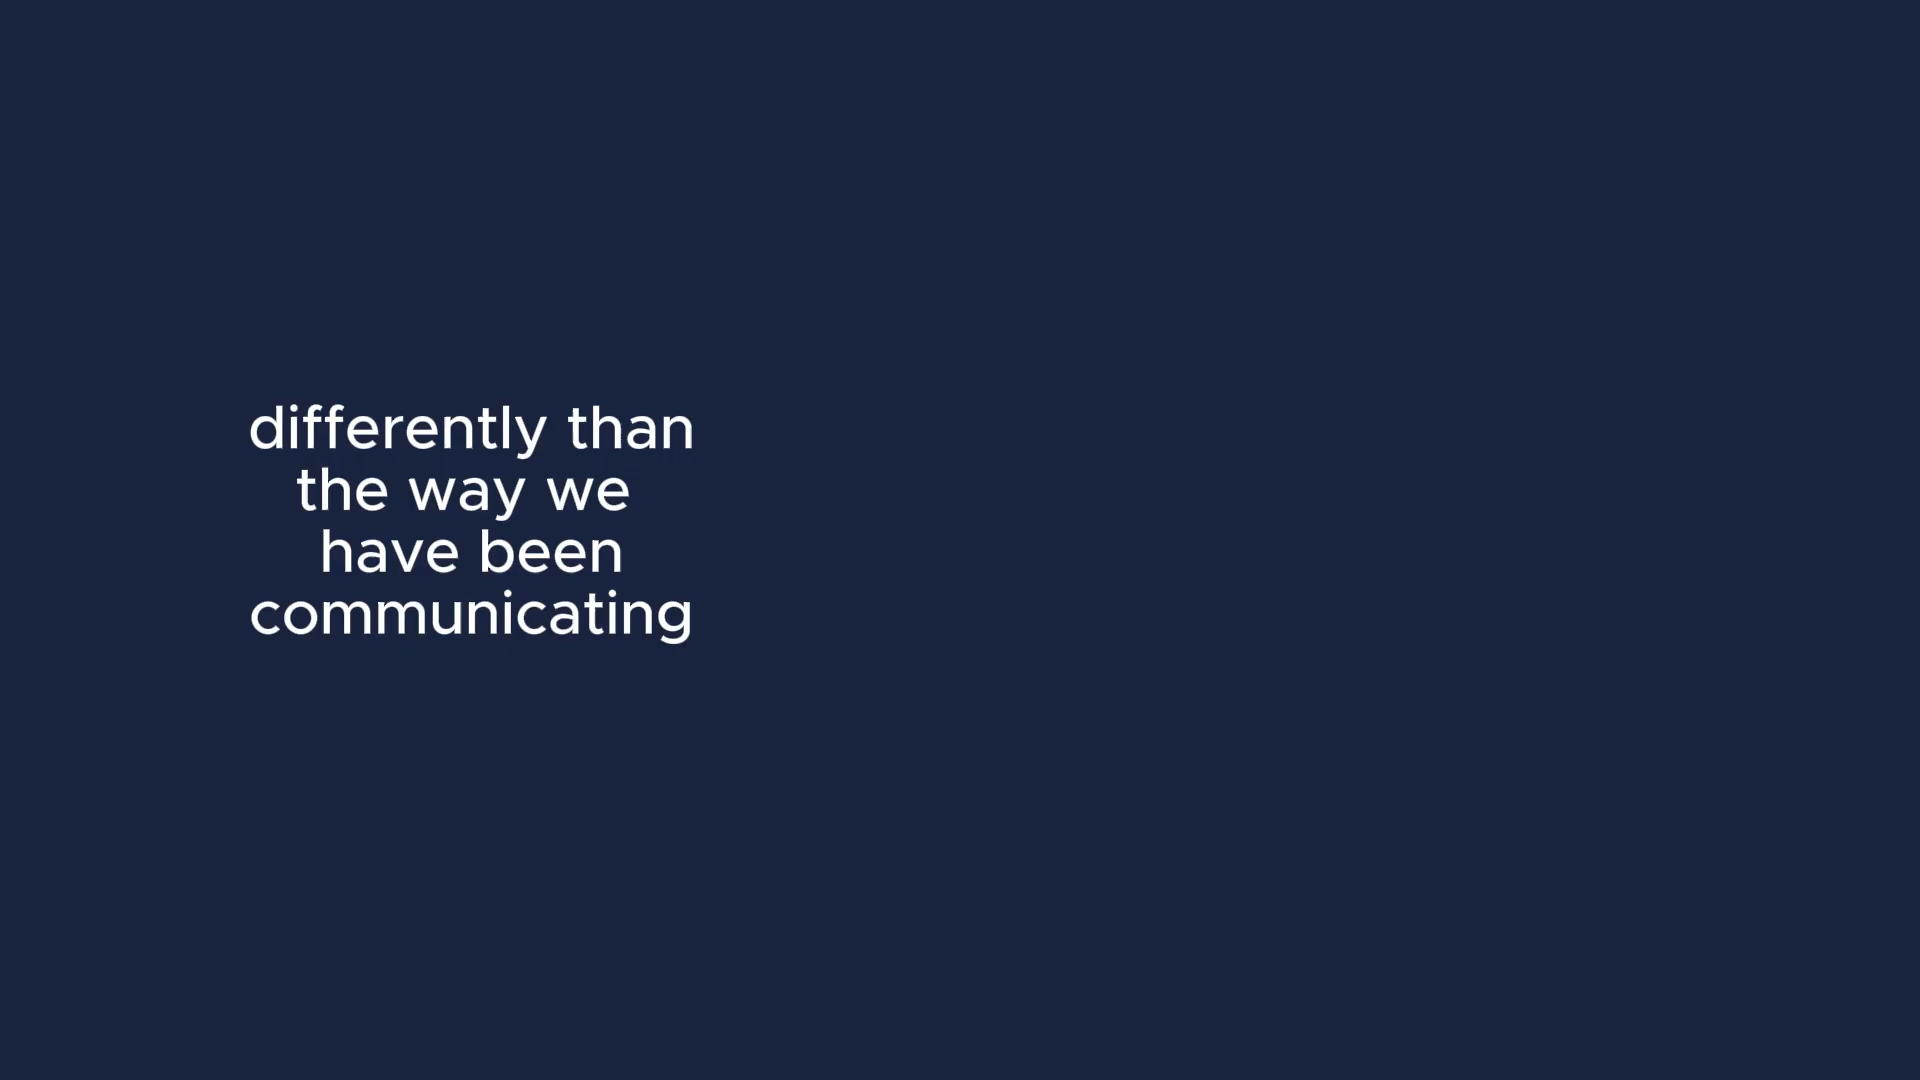 differently than
the way we
have been
communicating